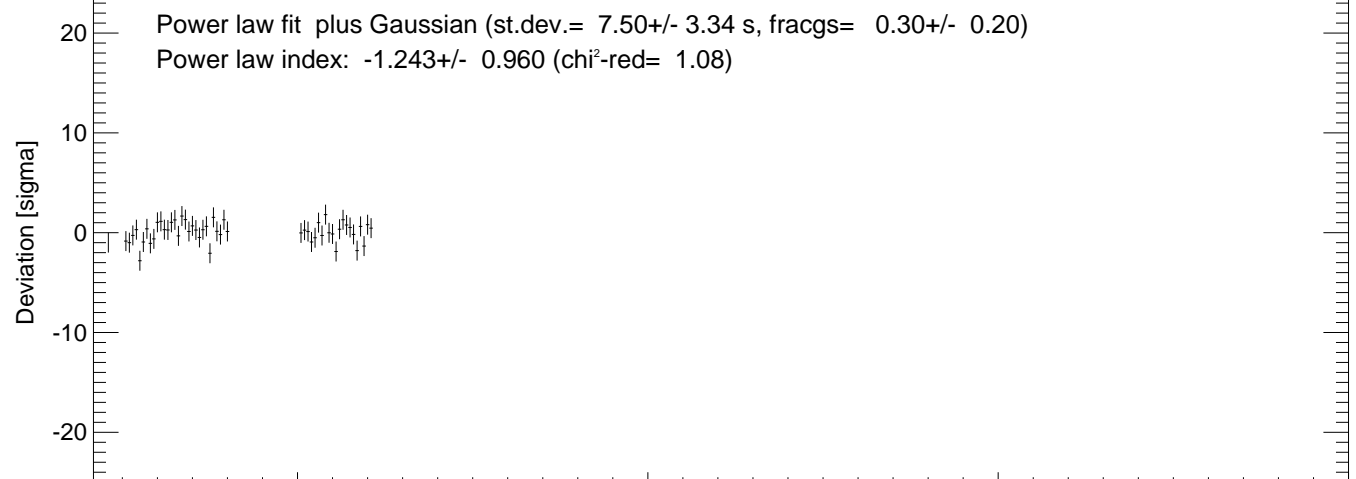 Power law fit  plus Gaussian (st.dev.=  7.50+/- 3.34 s, fracgs=   0.30+/-  0.20)
Power law index:  -1.243+/-  0.960 (chi²-red=  1.08)
20
10
0
-10
-20
Deviation [sigma]